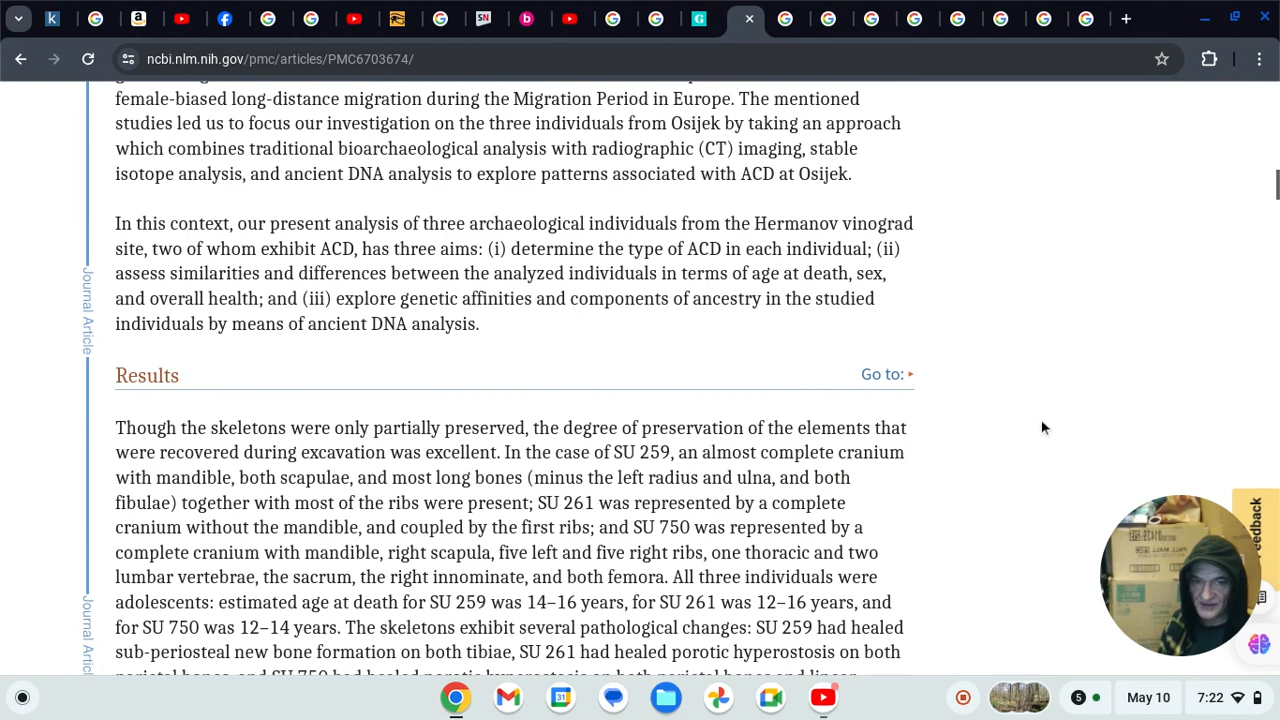 ncbi.nlm.nih.gov/pmc/articles/PMC6703674/
female-biased long-distance migration during the Migration Period in Europe. The mentioned
studies led us to focus our investigation on the three individuals from Osijek by taking an approach
which combines traditional bioarchaeological analysis with radiographic (CT) imaging, stable
isotope analysis, and ancient DNA analysis to explore patterns associated with ACD at Osijek.
In this context, our present analysis of three archaeological individuals from the Hermanov vinograd
site, two of whom exhibit ACD, has three aims: (i) determine the type of ACD in each individual; (ii)
assess similarities and differences between the analyzed individuals in terms of age at death, sex,
and overall health; and (iii) explore genetic affinities and components of ancestry in the studied
individuals by means of ancient DNA analysis.
Journal Article
Results
Go to:
Though the skeletons were only partially preserved, the degree of preservation of the elements that
were recovered during excavation was excellent. In the case of SU 259, an almost complete cranium
with mandible, both scapulae, and most long bones (minus the left radius and ulna, and both
fibulae) together with most of the ribs were present; SU 261 was represented by a complete
cranium without the mandible, and coupled by the first ribs; and SU 750 was represented by a
complete cranium with mandible, right scapula, five left and five right ribs, one thoracic and two
lumbar vertebrae, the sacrum, the right innominate, and both femora. All three individuals were
adolescents: estimated age at death for SU 259 was 14–16 years, for SU 261 was 12–16 years, and
for SU 750 was 12–14 years. The skeletons exhibit several pathological changes: SU 259 had healed
sub-periosteal new bone formation on both tibiae, SU 261 had healed porotic hyperostosis on both
Journal Article
eedback
5
May 10
7:22